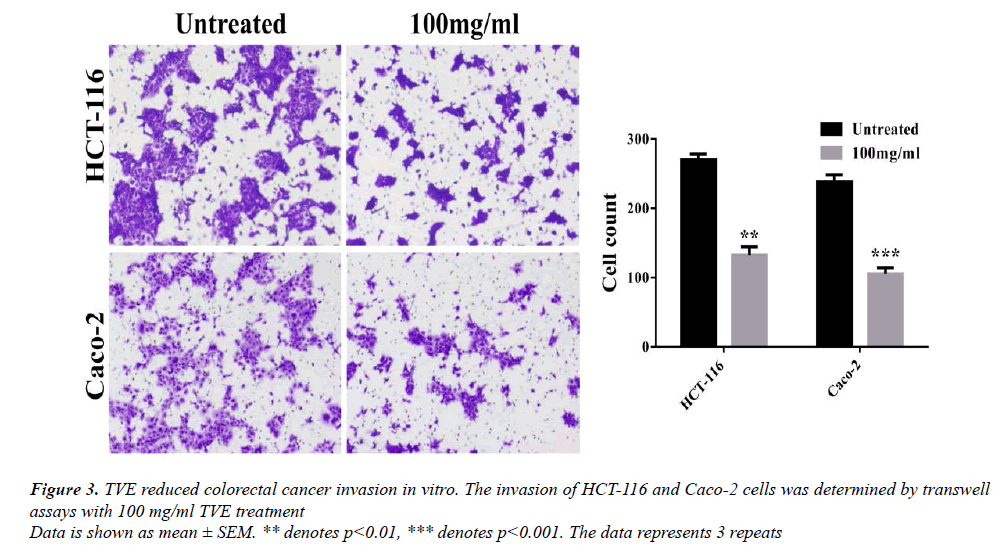 Untreated 100mg/ml
HCT-116
Caco-2
Untreated
100mg/ml
Cell count
300
200
100
0
**
***
HCT-116
Caco-2
Figure 3. TVE reduced colorectal cancer invasion in vitro. The invasion of HCT-116 and Caco-2 cells was determined by transwell
assays with 100 mg/ml TVE treatment
Data is shown as mean ± SEM. ** denotes p<0.01, *** denotes p<0.001. The data represents 3 repeats